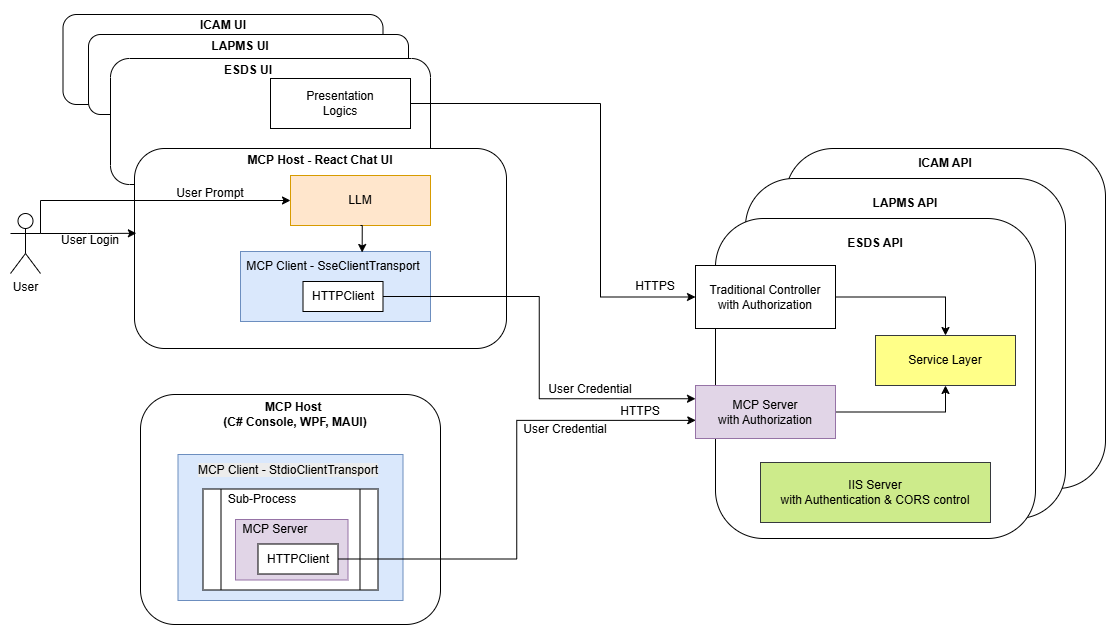 ICAM UI
LAPMS UI
ESDS UI
Presentation
Logics
MCP Host - React Chat UI
User Prompt
LLM
User Login
User
MCP Client - SseClientTransport
HTTPClient
ICAM API
LAPMS API
ESDS API
HTTPS
Traditional Controller
with Authorization
Service Layer
User Credential
HTTPS
User Credential
MCP Server
with Authorization
IIS Server
with Authentication & CORS control
MCP Host
(C# Console, WPF, MAUI)
MCP Client - StdioClientTransport
Sub-Process
MCP Server
HTTPClient